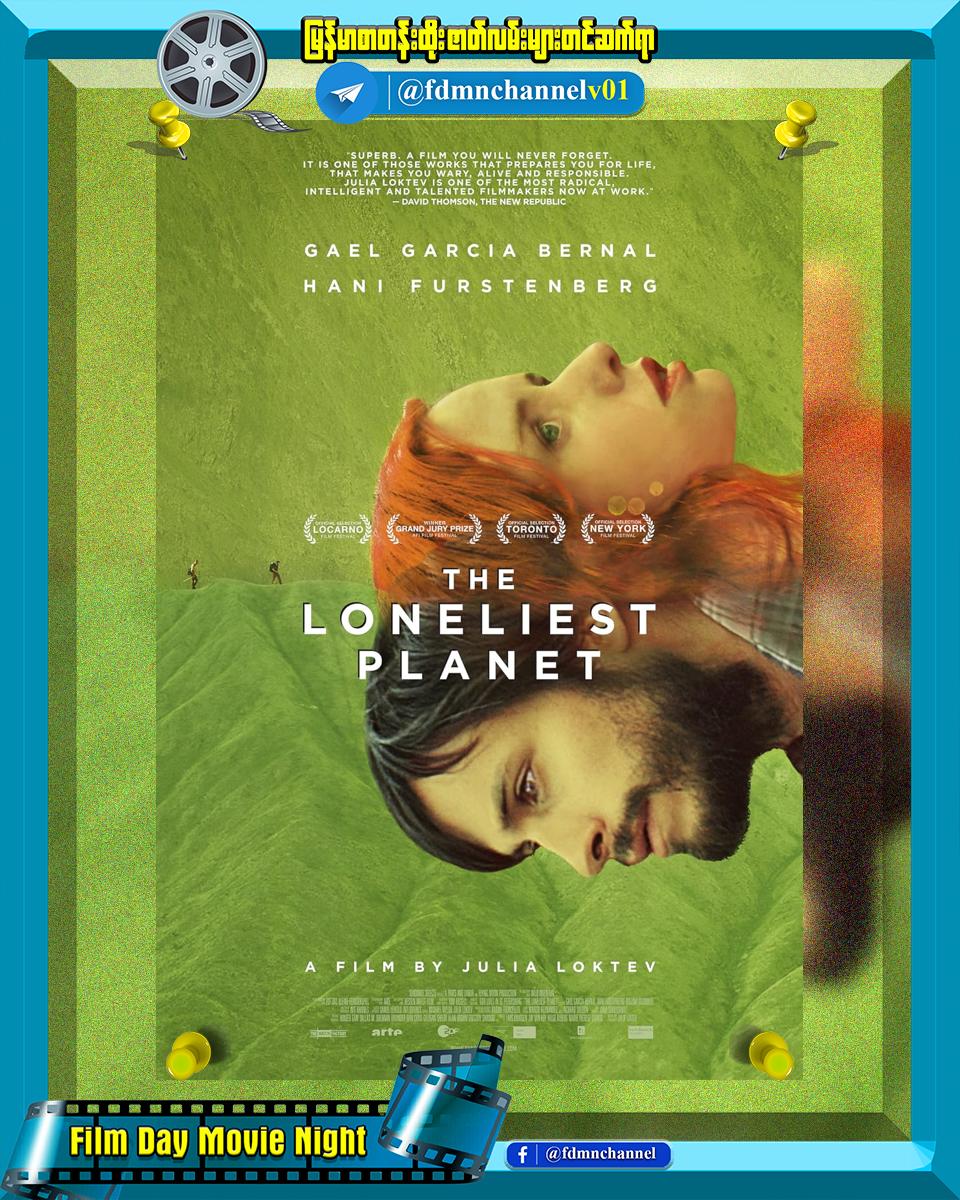 မြန်မာစာတန်းထိုးဇာတ်လမ်းများတင်ဆက်ရာ
@fdmnchannelv01
"SUPERB. A FILM YOU WILL NEVER FORGET.
IT IS ONE OF THOSE WORKS THAT PREPARES YOU FOR LIFE,
THAT MAKES YOU WARY, ALIVE AND RESPONSIBLE.
JULIA LOKTEV IS ONE OF THE MOST RADICAL,
INTELLIGENT AND TALENTED FILMMAKERS NOW AT WORK."
— DAVID THOMSON, THE NEW REPUBLIC
GAEL GARCIA BERNAL
HANI FURSTENBERG
OFFICIAL SELECTION
LOCARNO
FILM FESTIVAL
WINNER
GRAND JURY PRIZE
AFI FILM FESTIVAL
OFFICIAL SELECTION
TORONTO
FILM FESTIVAL
OFFICIAL SELECTION
NEW YORK
FILM FESTIVAL
THE
LONELIEST
PLANET
A FILM BY JULIA LOKTEV
arte
ZDF
Film Day Movie Night
@fdmnchannel